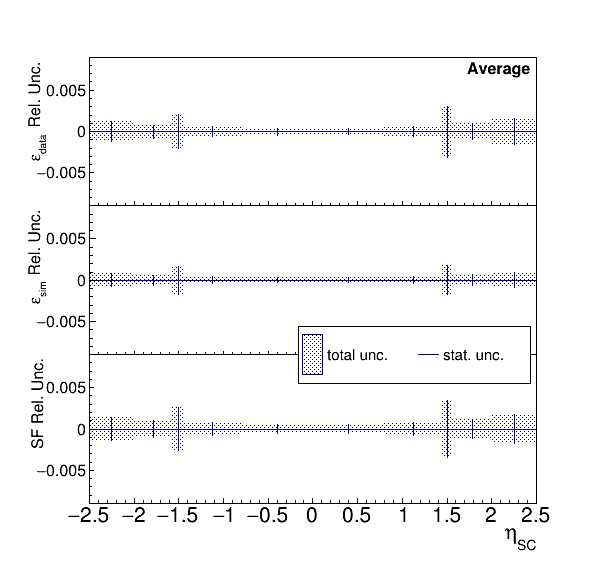 Average
ε_data Rel. Unc.
0.005
0
−0.005
ε_sim Rel. Unc.
0.005
0
−0.005
total unc. stat. unc.
SF Rel. Unc.
0.005
0
−0.005
−2.5 −2 −1.5 −1 −0.5 0 0.5 1 1.5 2 2.5
η_SC